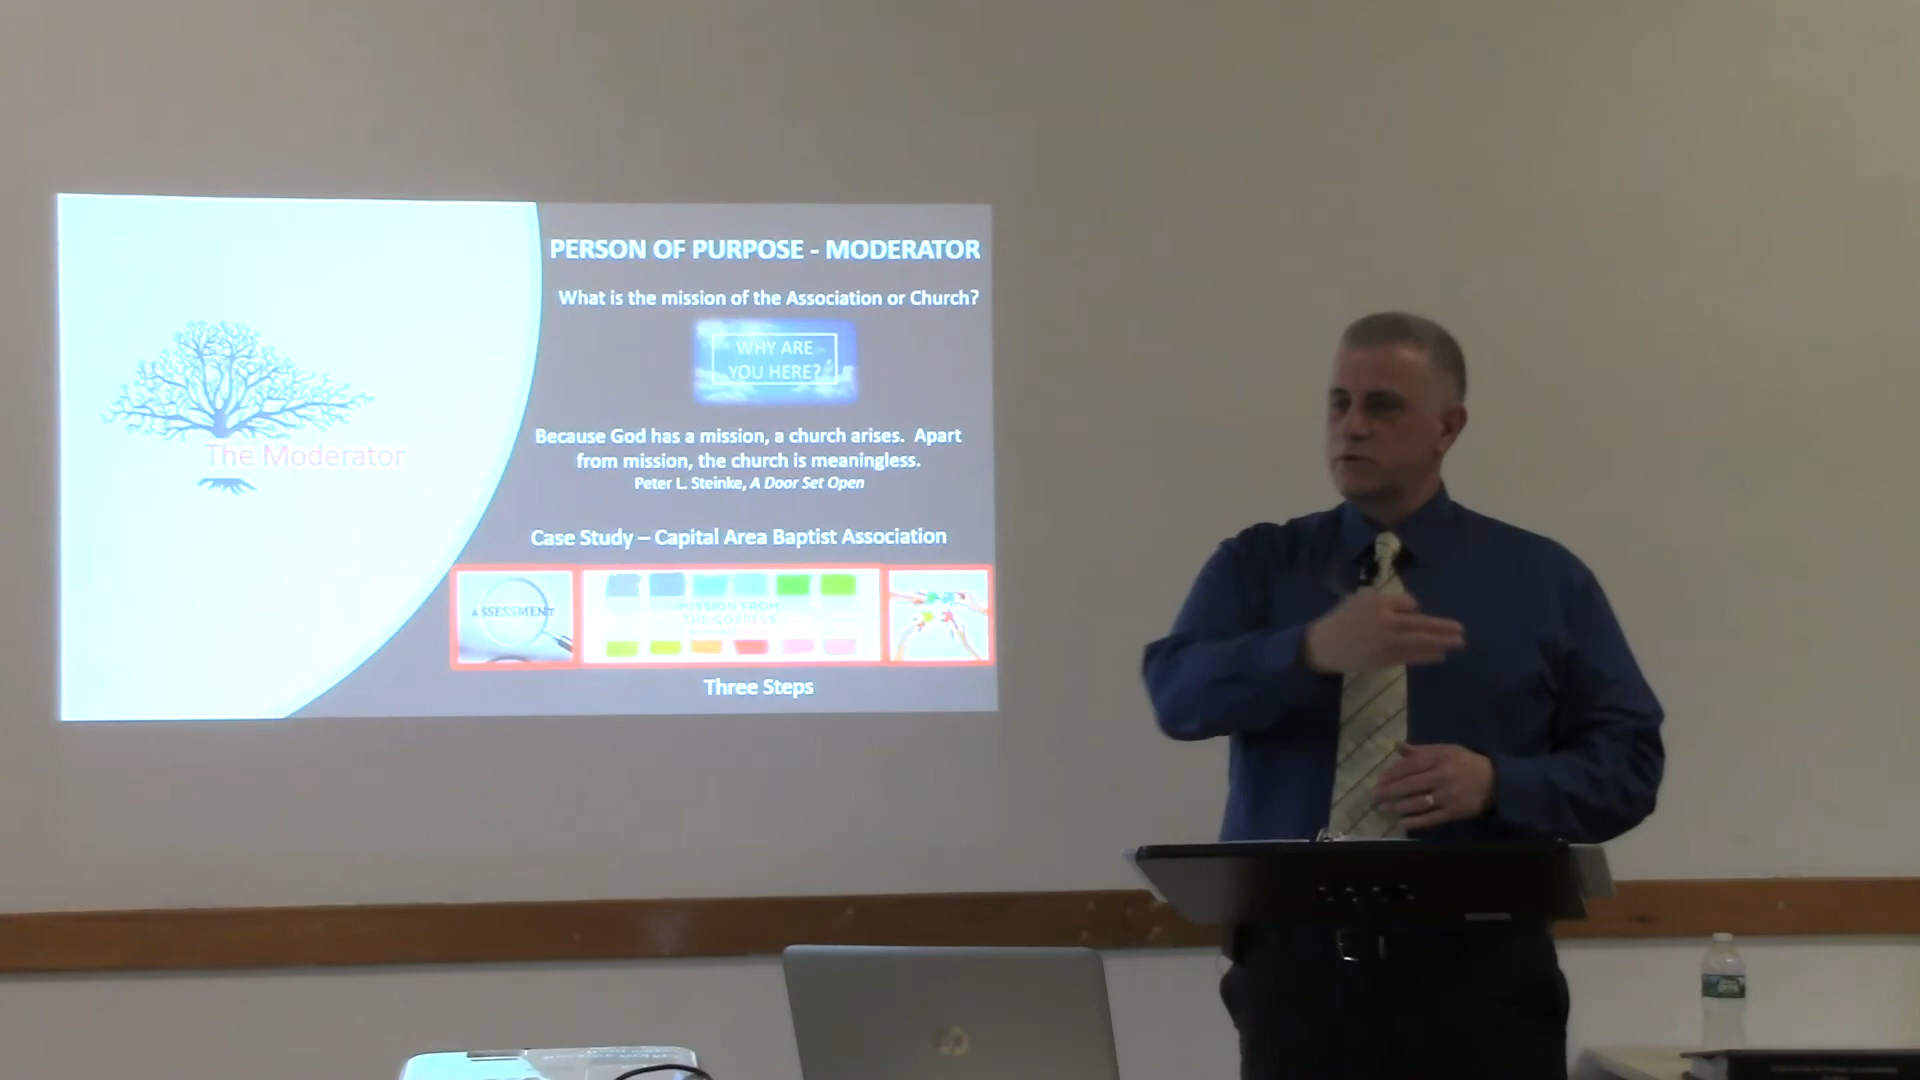 PERSON OF PURPOSE - MODERATOR
What is the mission of the Association or Church?
WHY ARE
YOU HERE?
Because God has a mission, a church arises. Apart
from mission, the church is meaningless.
Peter L. Steinke, A Door Set Open
The Moderator
Case Study – Capital Area Baptist Association
ASSESSMENT
MISSION FROM
THE GOSPELS
Three Steps
hp